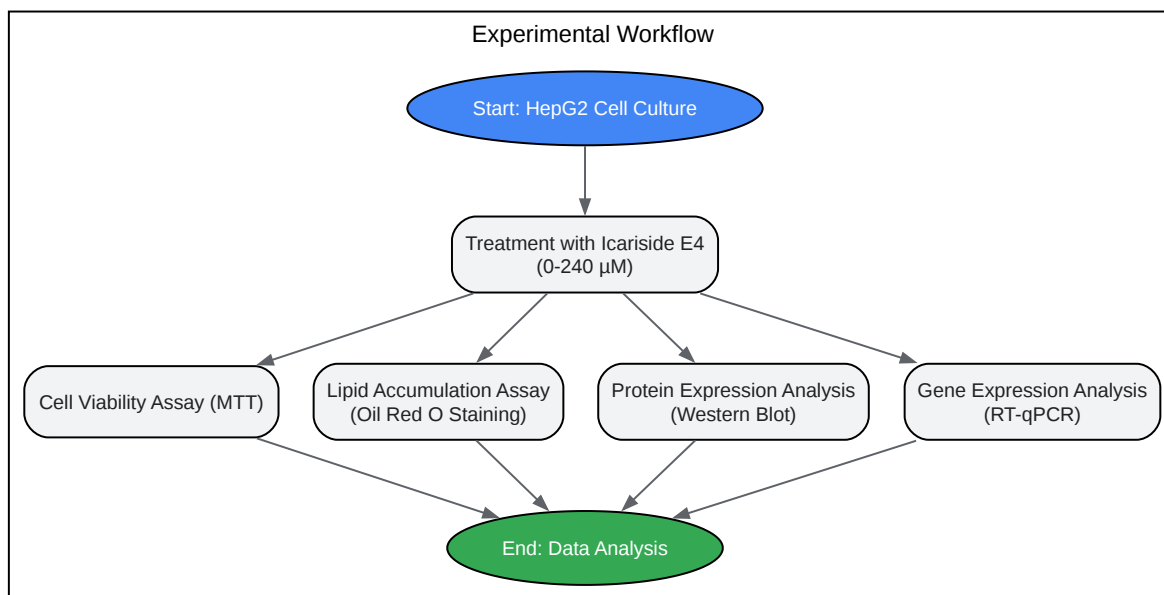 Experimental Workflow
Start: HepG2 Cell Culture
Treatment with Icariside E4
(0-240 µM)
Cell Viability Assay (MTT)
Lipid Accumulation Assay
(Oil Red O Staining)
Protein Expression Analysis
(Western Blot)
Gene Expression Analysis
(RT-qPCR)
End: Data Analysis